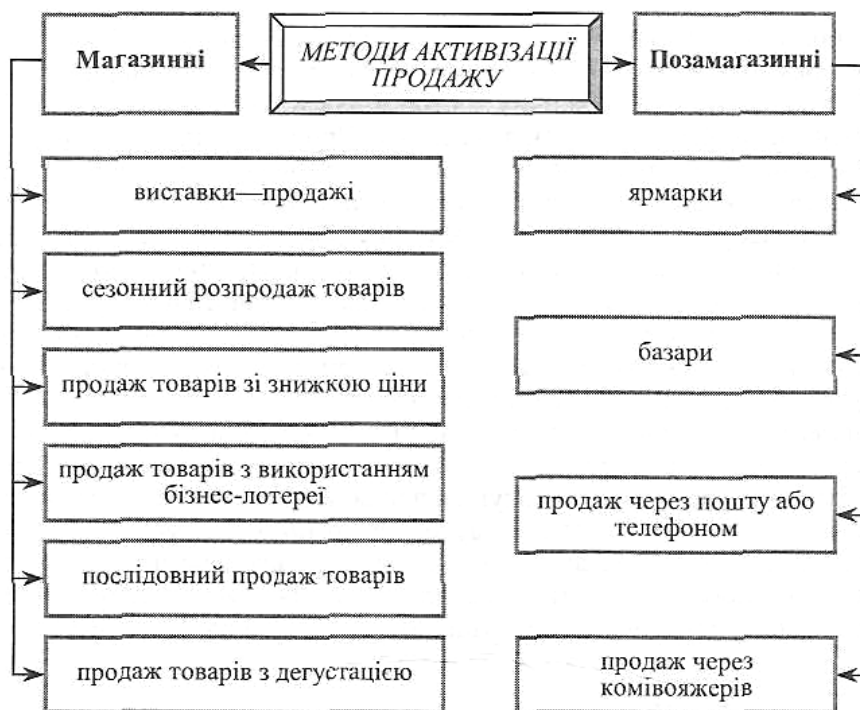 Магазинні
МЕТОДИ АКТИВІЗАЦІЇ
ПРОДАЖУ
Позамагазинні
виставки—продажі
сезонний розпродаж товарів
продаж товарів зі знижкою ціни
продаж товарів з використанням
бізнес-лотереї
послідовний продаж товарів
продаж товарів з дегустацією
ярмарки
базари
продаж через пошту або
телефоном
продаж через
комівояжерів